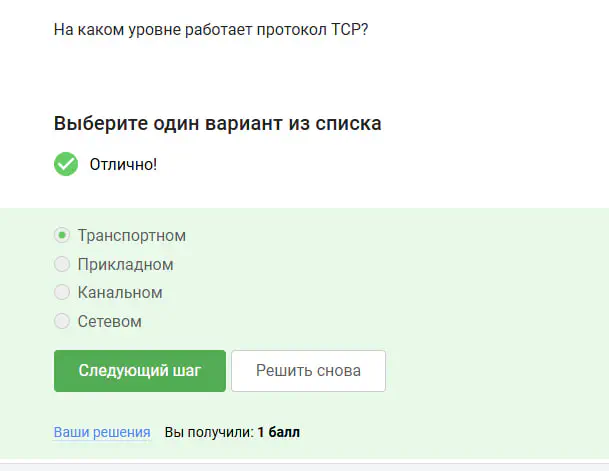 На каком уровне работает протокол TCP?
Выберите один вариант из списка
Отлично!
Транспортном
Прикладном
Канальном
Сетевом
Следующий шаг Решить снова
Ваши решения Вы получили: 1 балл